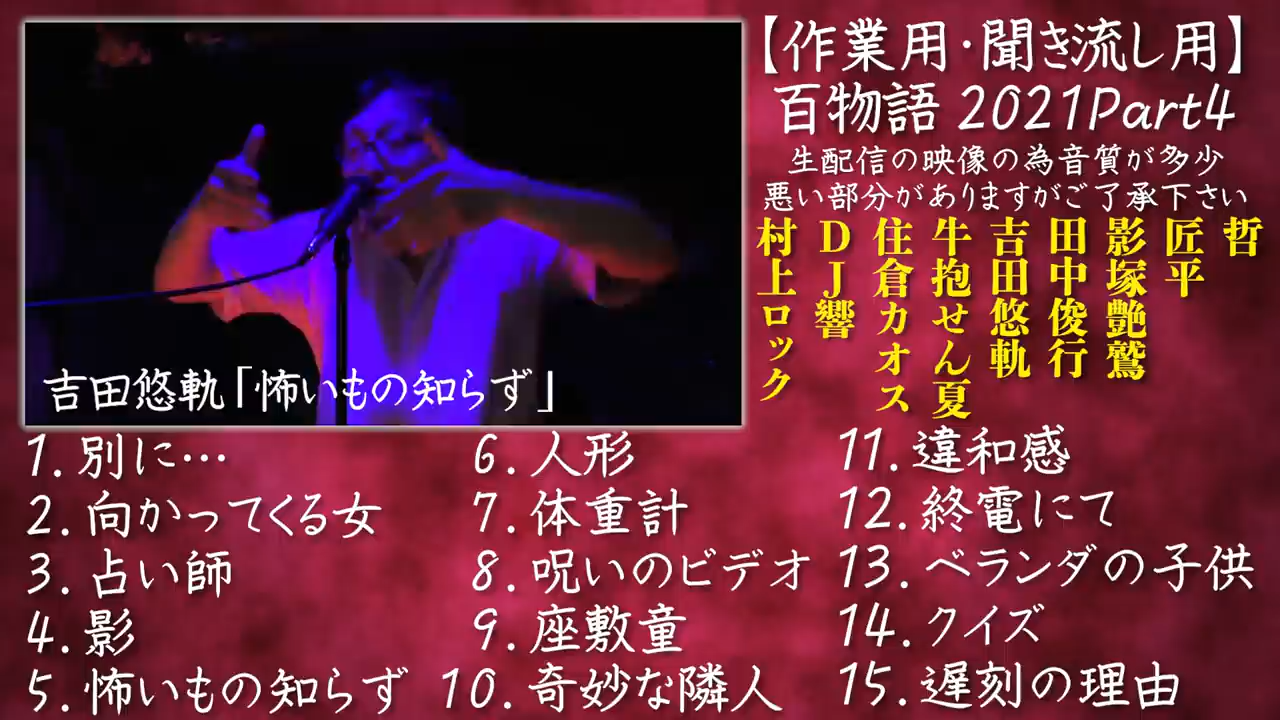 【作業用・聞き流し用】
百物語 2021Part4
生配信の映像の為音質が多少
悪い部分がありますがご了承下さい
哲
匠平
影塚艶鷲
田中俊行
吉田悠軌
牛抱せん夏
住倉カオス
DJ響
村上ロック
吉田悠軌「怖いもの知らず」
1. 別に…
2. 向かってくる女
3. 占い師
4. 影
5. 怖いもの知らず
6. 人形
7. 体重計
8. 呪いのビデオ
9. 座敷童
10. 奇妙な隣人
11. 違和感
12. 終電にて
13. ベランダの子供
14. クイズ
15. 遅刻の理由